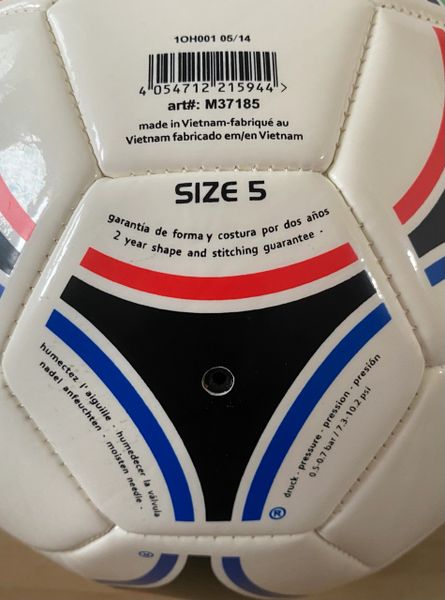 1OH001 05/14
4 054712 215944 >
art#: M37185
made in Vietnam-fabriqué au
Vietnam fabricado em/en Vietnam
SIZE 5
garantía de forma y costura por dos años
2 year shape and stitching guarantee ·
humectez l'aiguille · humedecer la válvula
nadel anfeuchten · moisten needle ·
druck · pressure · pression · presión
0.5-0.7 bar / 7.3-10.2 psi
®
®